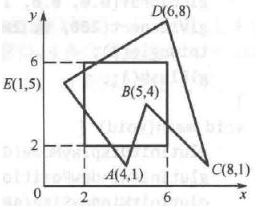 y
D(6,8)
6
E(1,5)
B(5,4)
2
A(4,1)
C(8,1)
0
2
6
x